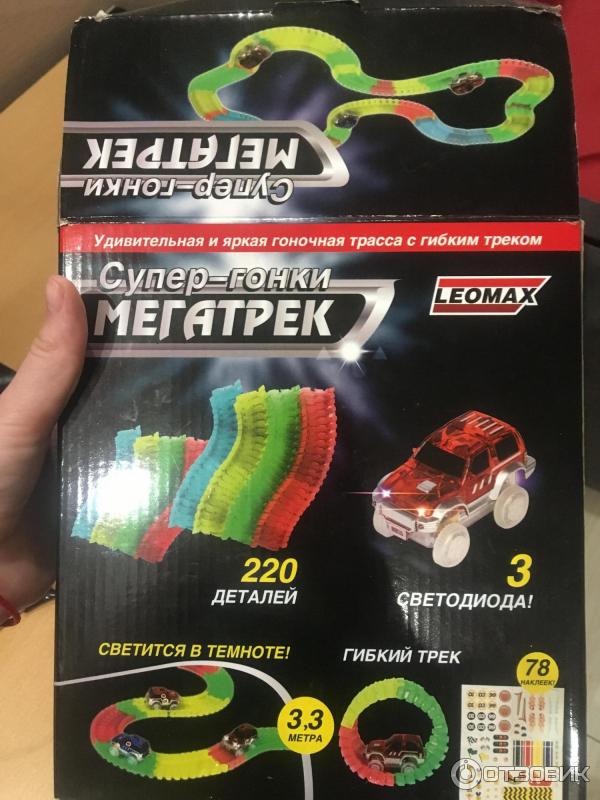 Супер-гонки
МЕГАТРЕК
Удивительная и яркая гоночная трасса с гибким треком
Супер-гонки
МЕГАТРЕК
LEOMAX
220
ДЕТАЛЕЙ
3
СВЕТОДИОДА!
СВЕТИТСЯ В ТЕМНОТЕ!
ГИБКИЙ ТРЕК
3,3
МЕТРА
78
НАКЛЕЕК!
ОТЗОВИК